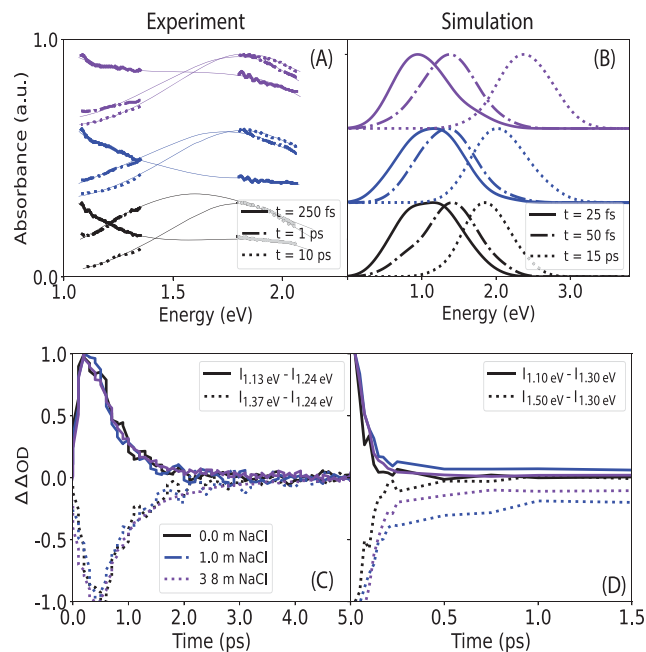 Experiment
Simulation
1.0
(A)
(B)
Absorbance (a.u.)
t = 250 fs
t = 1 ps
t = 10 ps
t = 25 fs
t = 50 fs
t = 15 ps
0.0
1.0
1.5
2.0
1.0
2.0
3.0
Energy (eV)
Energy (eV)
1.0
I1.13 eV - I1.24 eV
I1.37 eV - I1.24 eV
I1.10 eV - I1.30 eV
I1.50 eV - I1.30 eV
0.5
0.0
Δ ΔOD
-0.5
0.0 m NaCl
1.0 m NaCl
3 8 m NaCl
(C)
(D)
-1.0
0.0
1.0
2.0
3.0
4.0
5.0
0.5
1.0
1.5
Time (ps)
Time (ps)